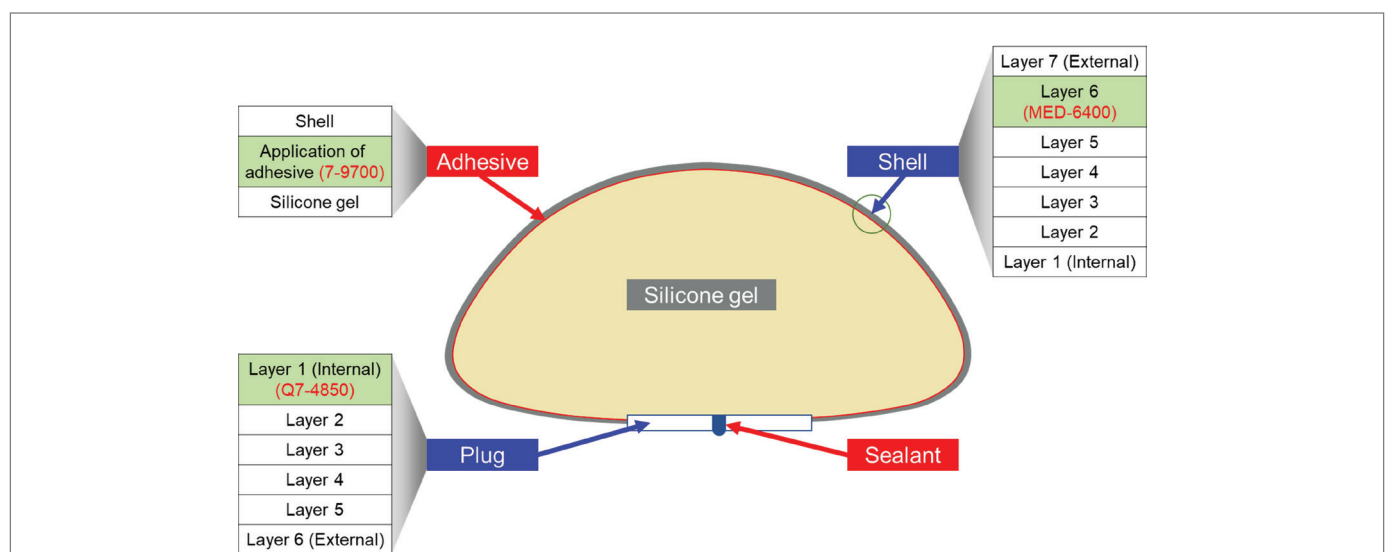 Shell
Application of
adhesive (7-9700)
Silicone gel
Adhesive
Shell
Layer 7 (External)
Layer 6
(MED-6400)
Layer 5
Layer 4
Layer 3
Layer 2
Layer 1 (Internal)
Silicone gel
Layer 1 (Internal)
(Q7-4850)
Layer 2
Layer 3
Layer 4
Layer 5
Layer 6 (External)
Plug
Sealant